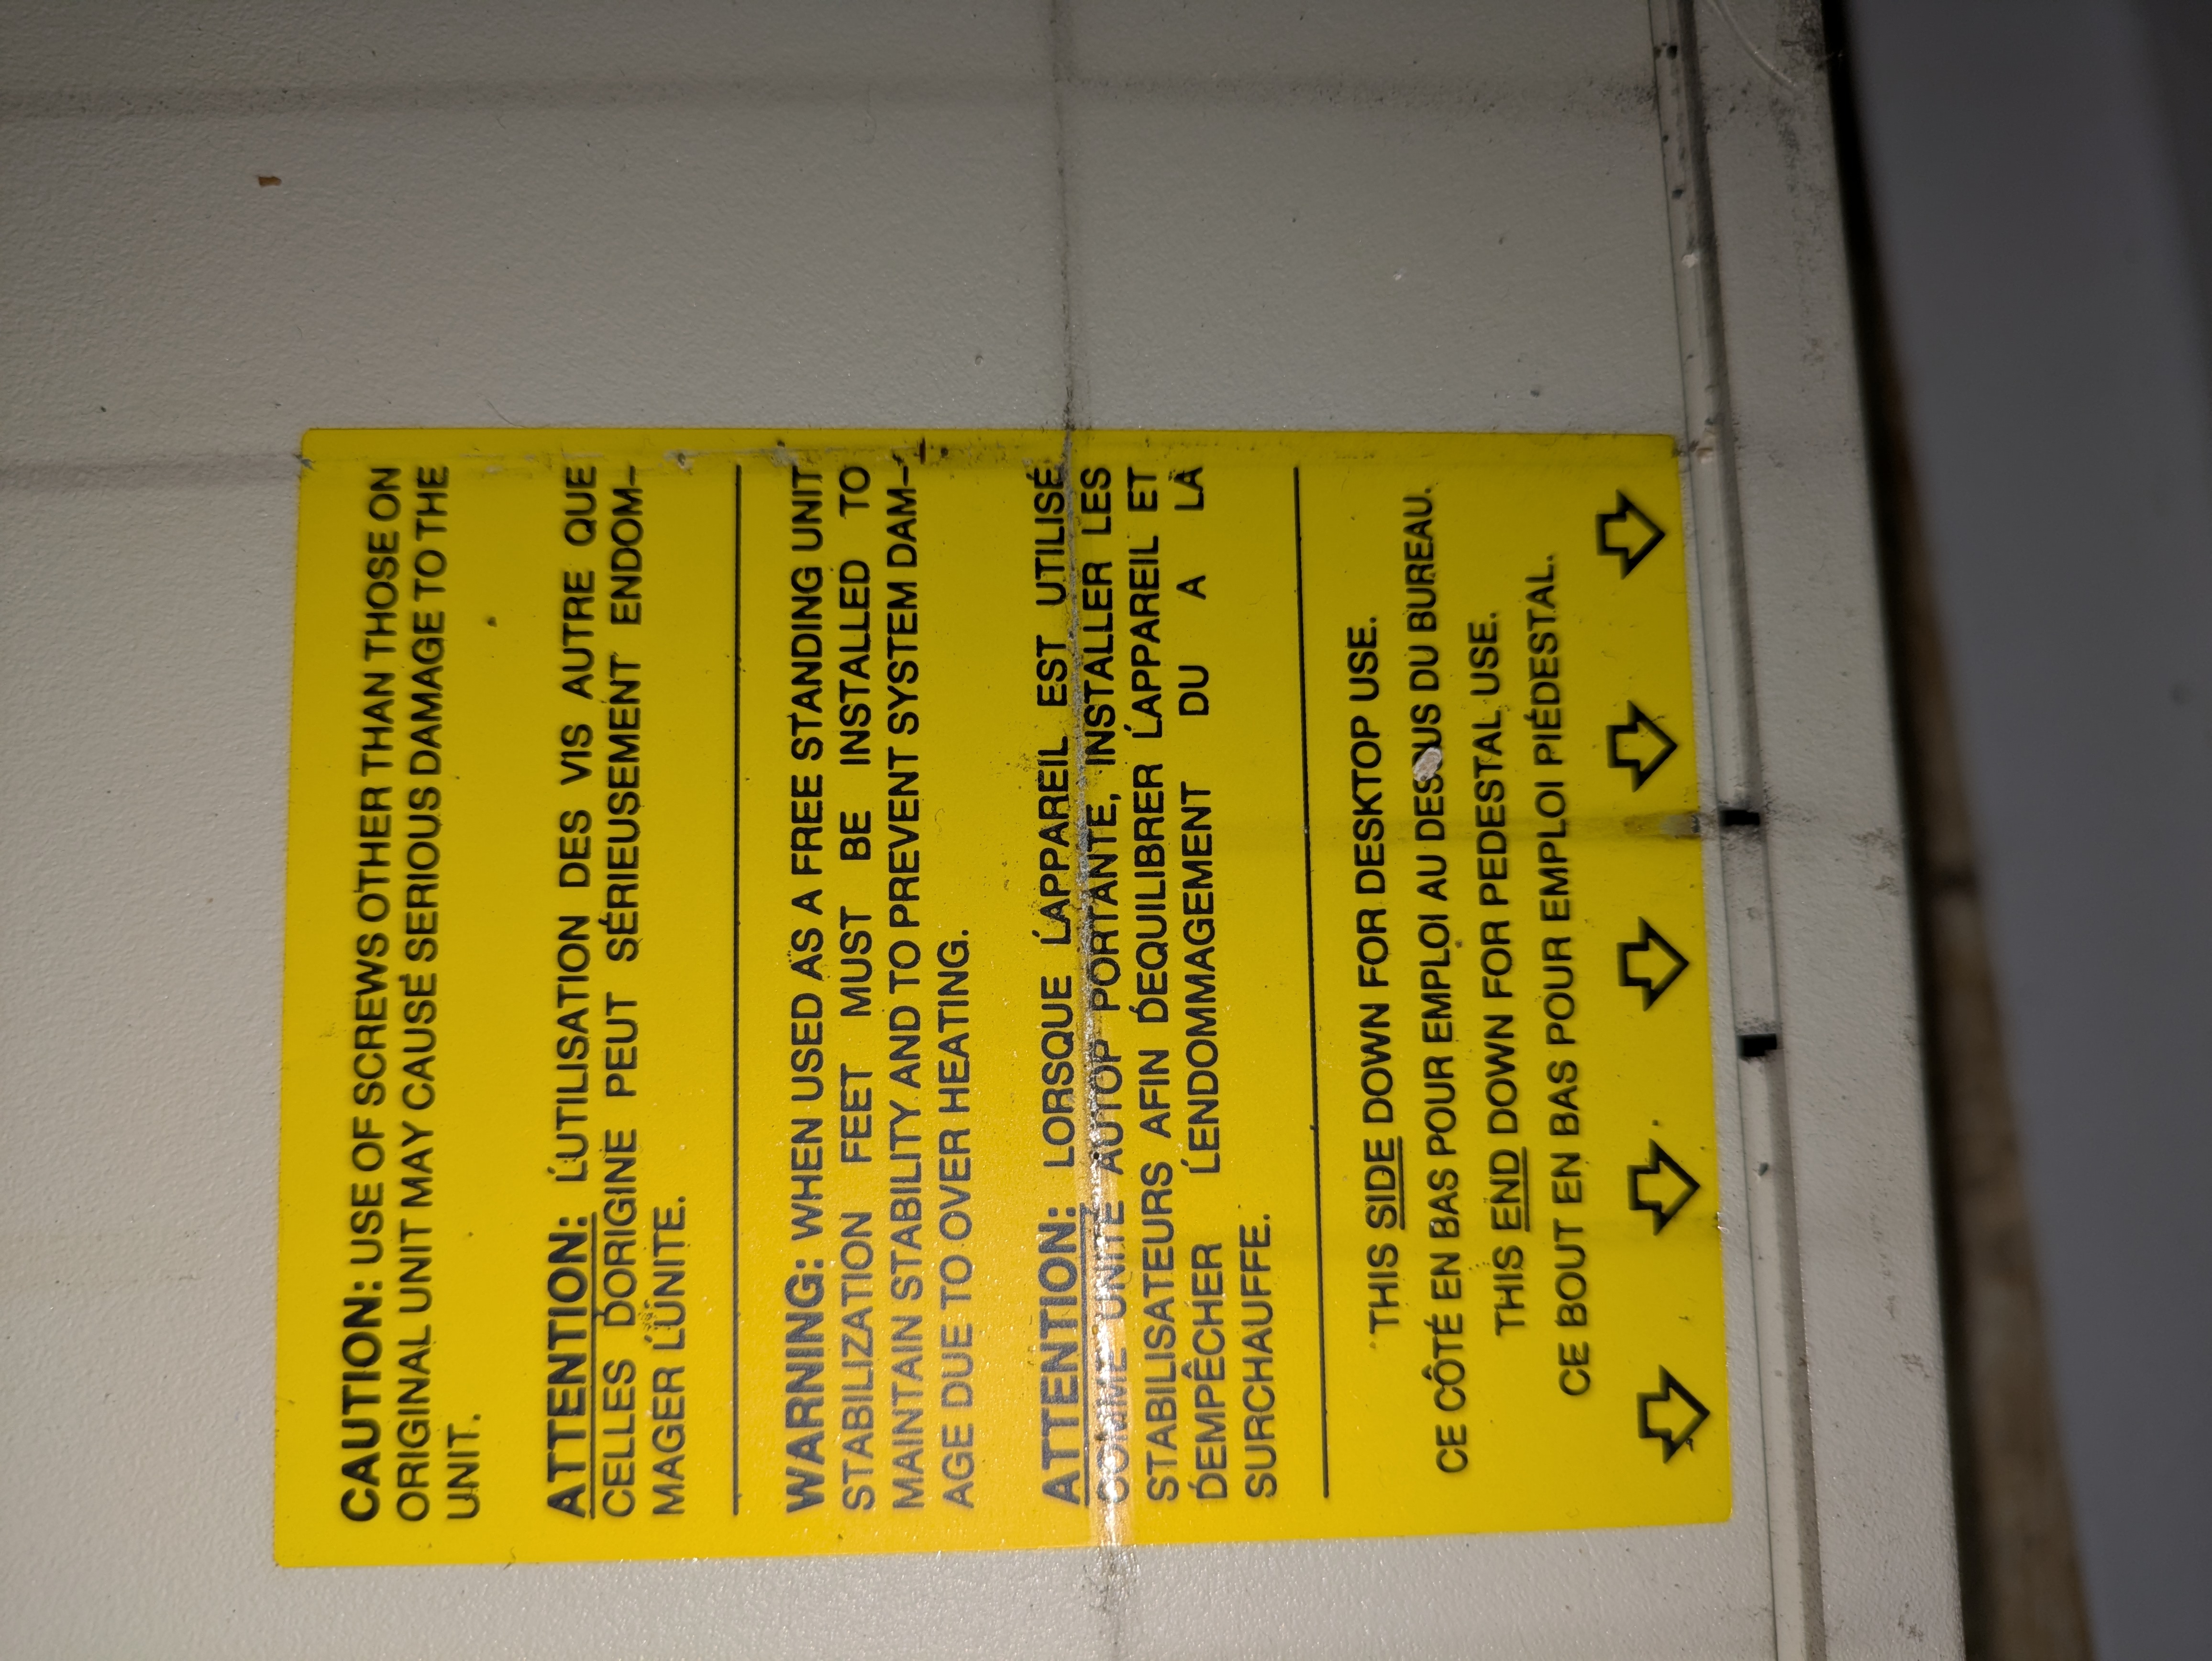 CAUTION: USE OF SCREWS OTHER THAN THOSE ON
ORIGINAL UNIT MAY CAUSE SERIOUS DAMAGE TO THE
UNIT.
ATTENTION: L´UTILISATION DES VIS AUTRE QUE
CELLES D´ORIGINE PEUT SÉRIEUSEMENT ENDOM-
MAGER L´UNITE.
WARNING: WHEN USED AS A FREE STANDING UNIT
STABILIZATION FEET MUST BE INSTALLED TO
MAINTAIN STABILITY AND TO PREVENT SYSTEM DAM-
AGE DUE TO OVER HEATING.
ATTENTION: LORSQUE L´APPAREIL EST UTILISÉ
COMME UNITÉ AUTOP PORTANTE, INSTALLER LES
STABILISATEURS AFIN D´EQUILIBRER L´APPAREIL ET
D´EMPÊCHER L´ENDOMMAGEMENT DU A LÀ
SURCHAUFFE.
THIS SIDE DOWN FOR DESKTOP USE.
CE CÔTÉ EN BAS POUR EMPLOI AU DESSUS DU BUREAU.
THIS END DOWN FOR PEDESTAL USE.
CE BOUT EN BAS POUR EMPLOI PIÉDESTAL.